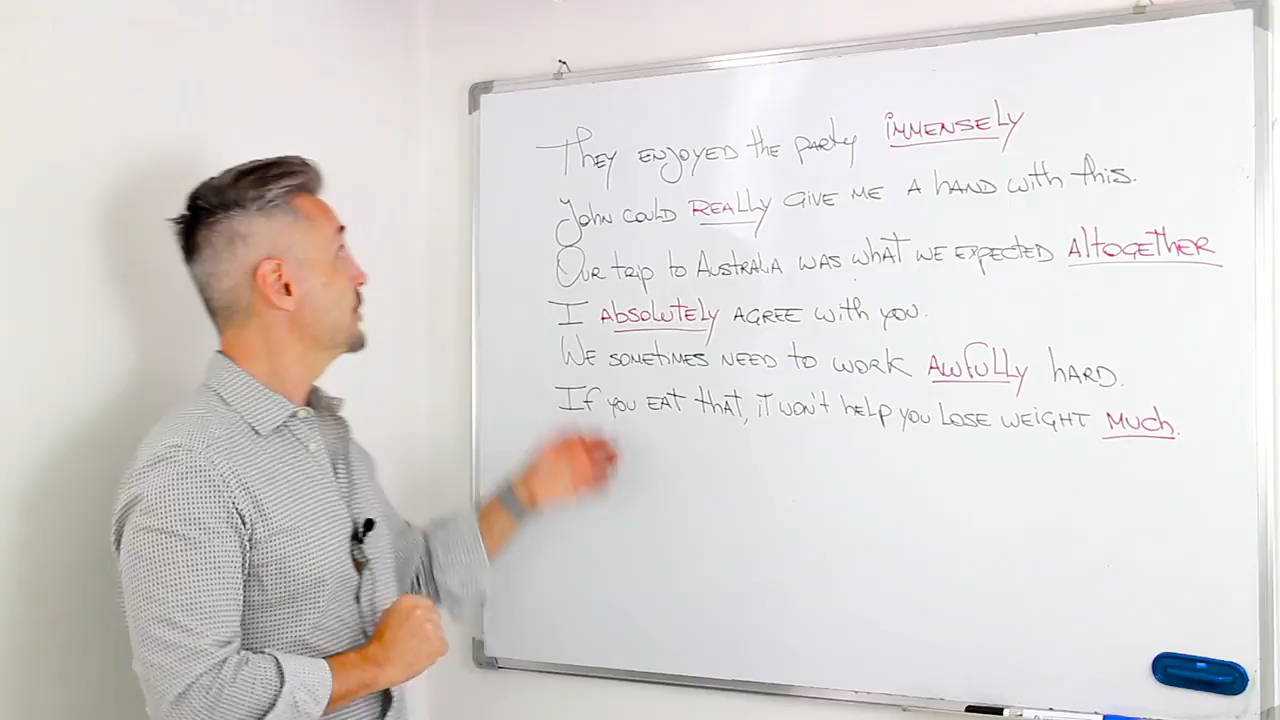 They enjoyed the party immensely
John could really give me a hand with this.
Our trip to Australia was what we expected altogether
I absolutely agree with you.
We sometimes need to work awfully hard.
If you eat that, it won't help you lose weight much.